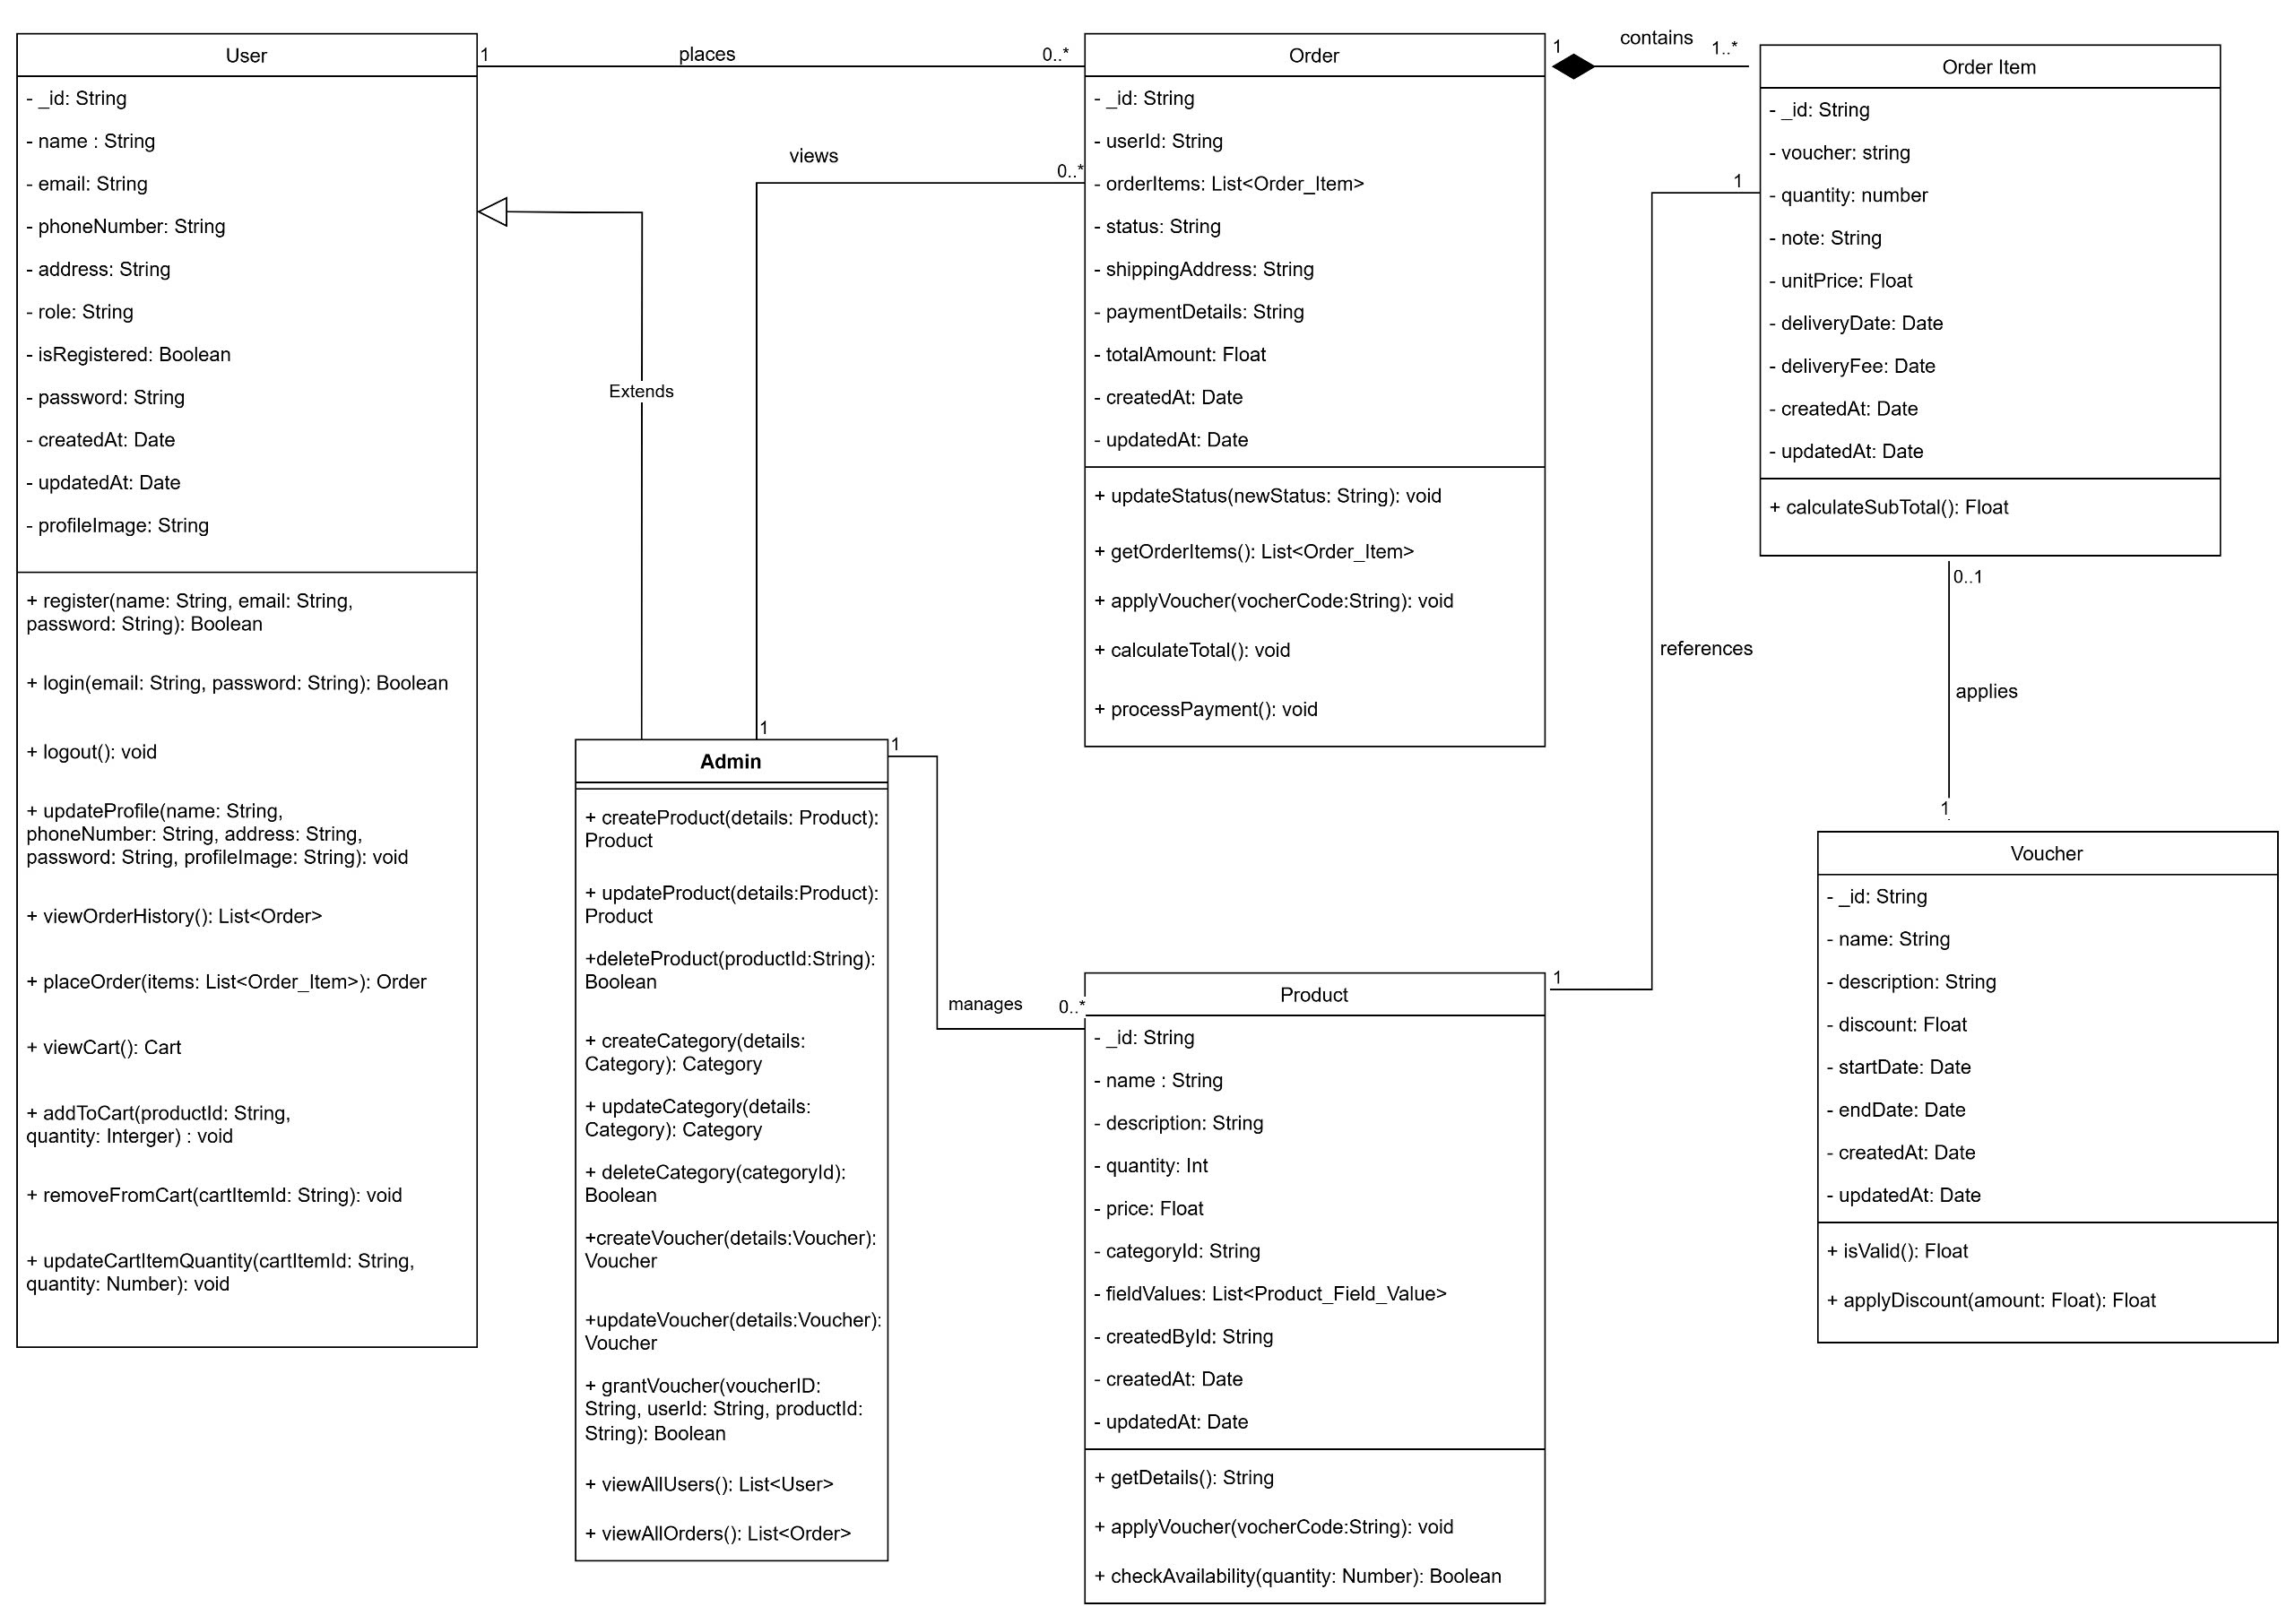 User
- _id: String
- name : String
- email: String
- phoneNumber: String
- address: String
- role: String
- isRegistered: Boolean
- password: String
- createdAt: Date
- updatedAt: Date
- profileImage: String
+ register(name: String, email: String,
password: String): Boolean
+ login(email: String, password: String): Boolean
+ logout(): void
+ updateProfile(name: String,
phoneNumber: String, address: String,
password: String, profileImage: String): void
+ viewOrderHistory(): List<Order>
+ placeOrder(items: List<Order_Item>): Order
+ viewCart(): Cart
+ addToCart(productId: String,
quantity: Interger) : void
+ removeFromCart(cartItemId: String): void
+ updateCartItemQuantity(cartItemId: String,
quantity: Number): void
1
places
0..*
views
0..*
1
Extends
Admin
+ createProduct(details: Product):
Product
+ updateProduct(details:Product):
Product
+deleteProduct(productId:String):
Boolean
+ createCategory(details:
Category): Category
+ updateCategory(details:
Category): Category
+ deleteCategory(categoryId):
Boolean
+createVoucher(details:Voucher):
Voucher
+updateVoucher(details:Voucher):
Voucher
+ grantVoucher(voucherID:
String, userId: String, productId:
String): Boolean
+ viewAllUsers(): List<User>
+ viewAllOrders(): List<Order>
1
manages
0..*
Order
- _id: String
- userId: String
- orderItems: List<Order_Item>
- status: String
- shippingAddress: String
- paymentDetails: String
- totalAmount: Float
- createdAt: Date
- updatedAt: Date
+ updateStatus(newStatus: String): void
+ getOrderItems(): List<Order_Item>
+ applyVoucher(vocherCode:String): void
+ calculateTotal(): void
+ processPayment(): void
1
contains
1..*
Product
- _id: String
- name : String
- description: String
- quantity: Int
- price: Float
- categoryId: String
- fieldValues: List<Product_Field_Value>
- createdById: String
- createdAt: Date
- updatedAt: Date
+ getDetails(): String
+ applyVoucher(vocherCode:String): void
+ checkAvailability(quantity: Number): Boolean
1
references
1
Order Item
- _id: String
- voucher: string
- quantity: number
- note: String
- unitPrice: Float
- deliveryDate: Date
- deliveryFee: Date
- createdAt: Date
- updatedAt: Date
+ calculateSubTotal(): Float
0..1
applies
1
Voucher
- _id: String
- name: String
- description: String
- discount: Float
- startDate: Date
- endDate: Date
- createdAt: Date
- updatedAt: Date
+ isValid(): Float
+ applyDiscount(amount: Float): Float